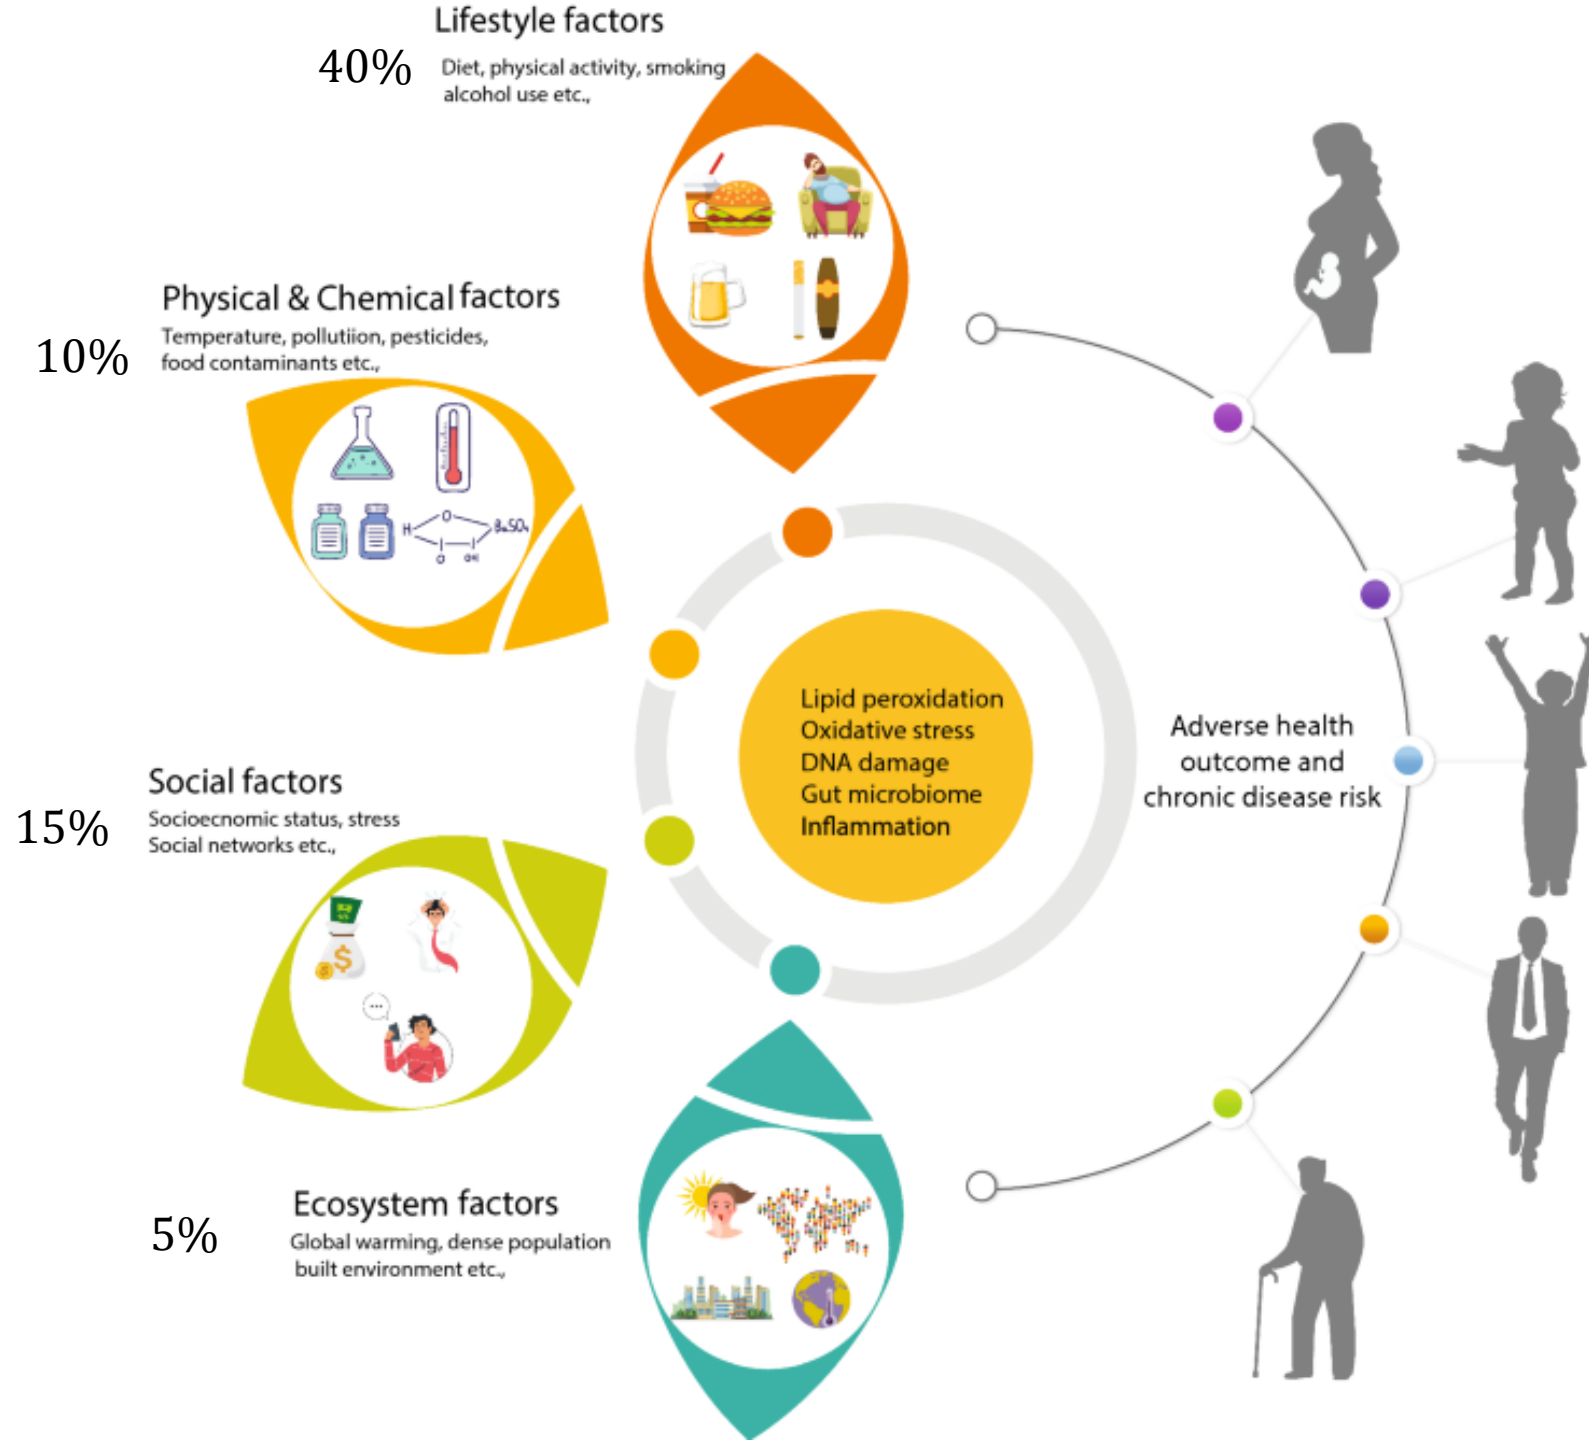 Lifestyle factors
40%
Diet, physical activity, smoking
alcohol use etc.,
Physical & Chemical factors
10%
Temperature, pollutiion, pesticides,
food contaminants etc.,
H
O
BaSO₄
O
OH
Lipid peroxidation
Oxidative stress
DNA damage
Gut microbiome
Inflammation
Adverse health
outcome and
chronic disease risk
Social factors
15%
Socioecnomic status, stress
Social networks etc.,
$
Ecosystem factors
5%
Global warming, dense population
built environment etc.,